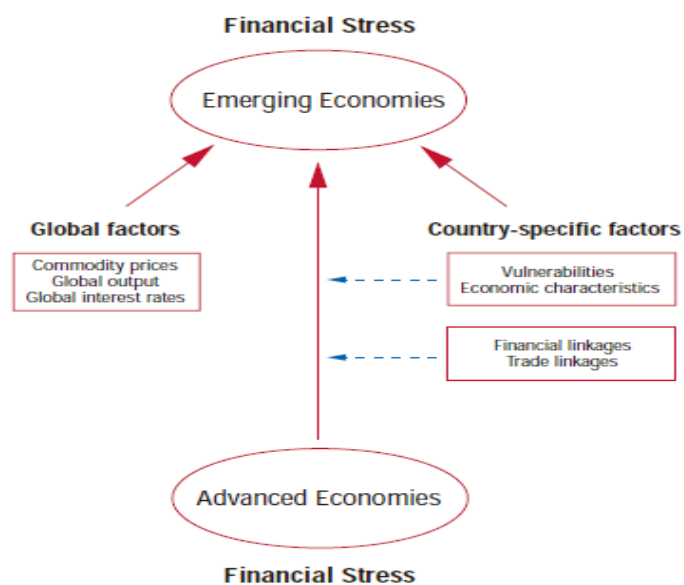 Financial Stress
Emerging Economies
Global factors
Commodity prices
Global output
Global interest rates
Country-specific factors
Vulnerabilities
Economic characteristics
Financial linkages
Trade linkages
Advanced Economies
Financial Stress